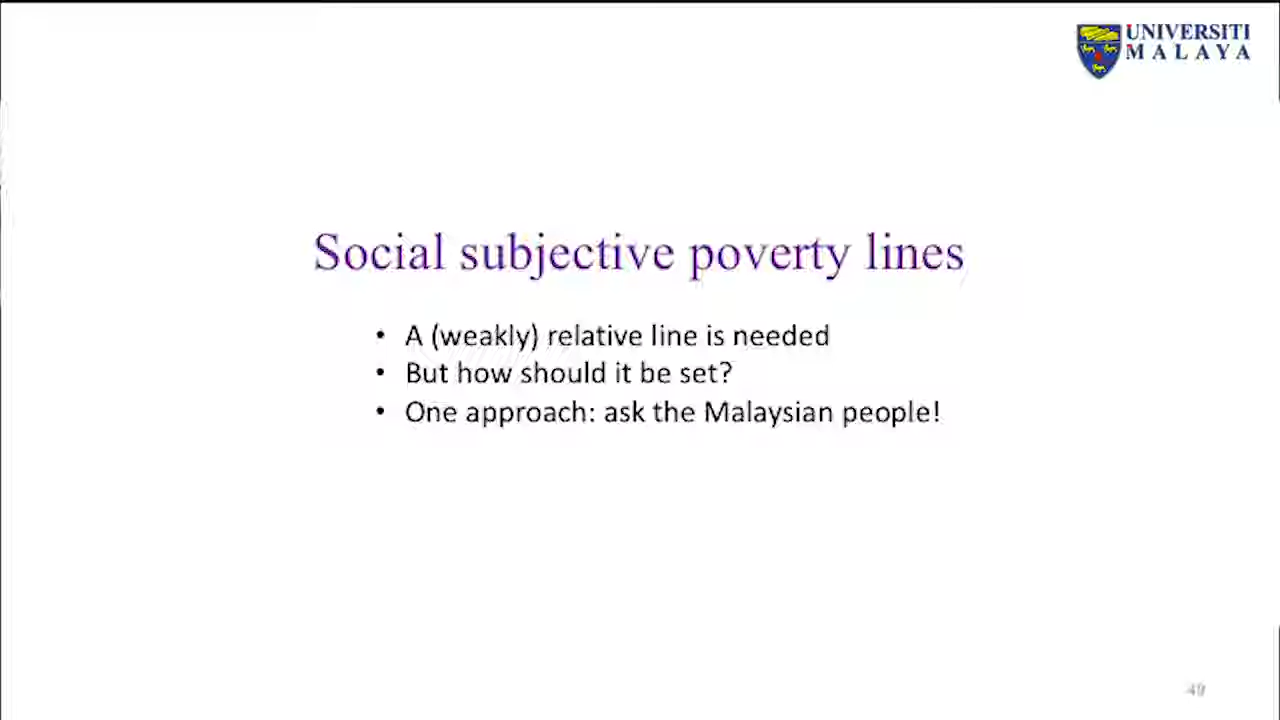 UNIVERSITI
MALAYA
Social subjective poverty lines
• A (weakly) relative line is needed
• But how should it be set?
• One approach: ask the Malaysian people!
49